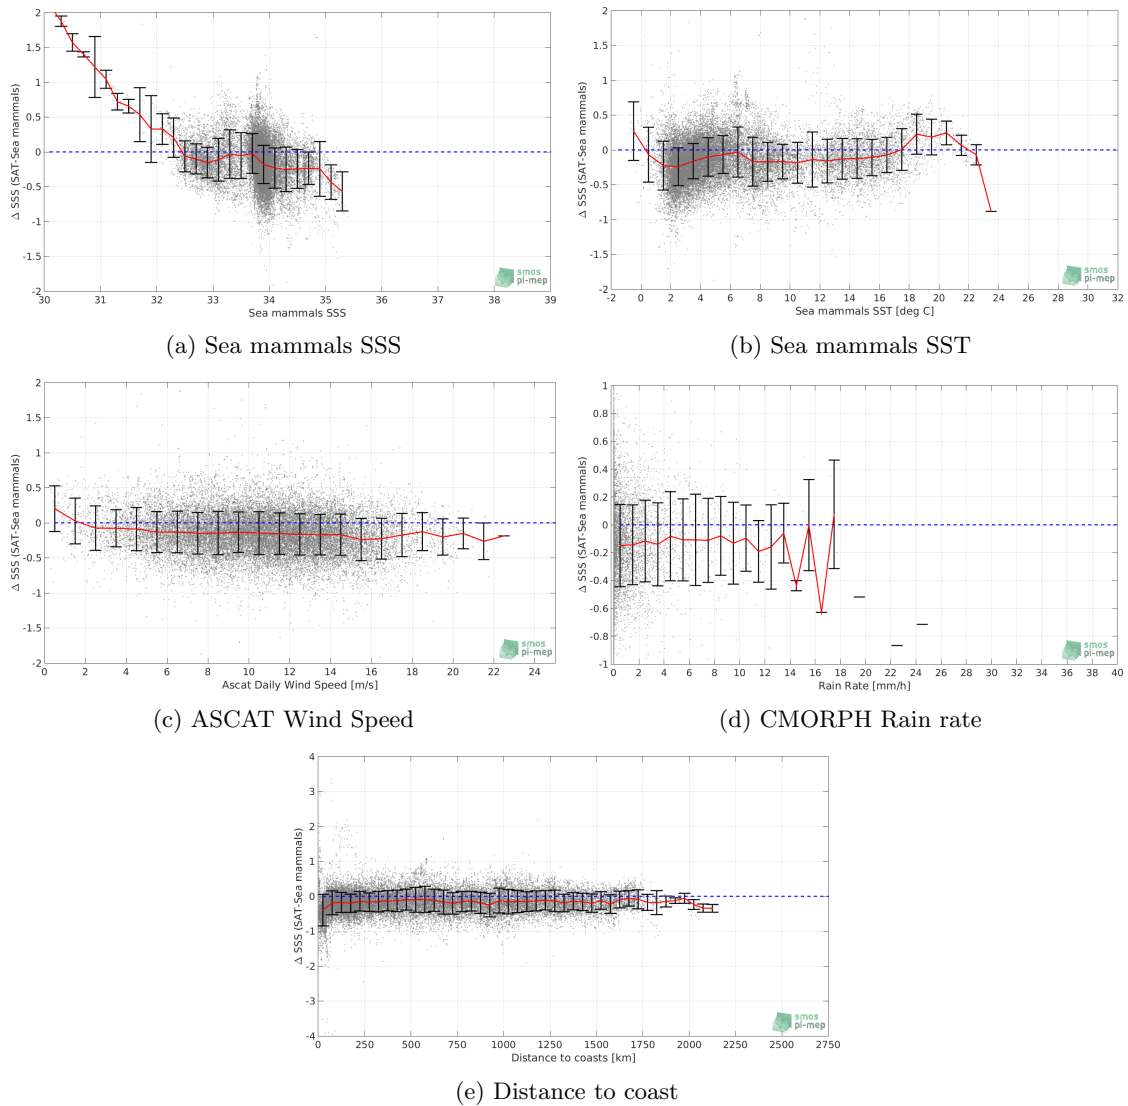 2
1.5
1
0.5
0
-0.5
-1
-1.5
-2
Δ SSS (SAT-Sea mammals)
30 31 32 33 34 35 36 37 38 39
Sea mammals SSS
smos
pi-mep
(a) Sea mammals SSS
2
1.5
1
0.5
0
-0.5
-1
-1.5
-2
Δ SSS (SAT-Sea mammals)
-2 0 2 4 6 8 10 12 14 16 18 20 22 24 26 28 30 32
Sea mammals SST [deg C]
smos
pi-mep
(b) Sea mammals SST
2
1.5
1
0.5
0
-0.5
-1
-1.5
-2
Δ SSS (SAT-Sea mammals)
0 2 4 6 8 10 12 14 16 18 20 22 24
Ascat Daily Wind Speed [m/s]
smos
pi-mep
(c) ASCAT Wind Speed
1
0.8
0.6
0.4
0.2
0
-0.2
-0.4
-0.6
-0.8
-1
Δ SSS (SAT-Sea mammals)
0 2 4 6 8 10 12 14 16 18 20 22 24 26 28 30 32 34 36 38 40
Rain Rate [mm/h]
smos
pi-mep
(d) CMORPH Rain rate
4
3
2
1
0
-1
-2
-3
-4
Δ SSS (SAT-Sea mammals)
0 250 500 750 1000 1250 1500 1750 2000 2250 2500 2750
Distance to coasts [km]
smos
pi-mep
(e) Distance to coast